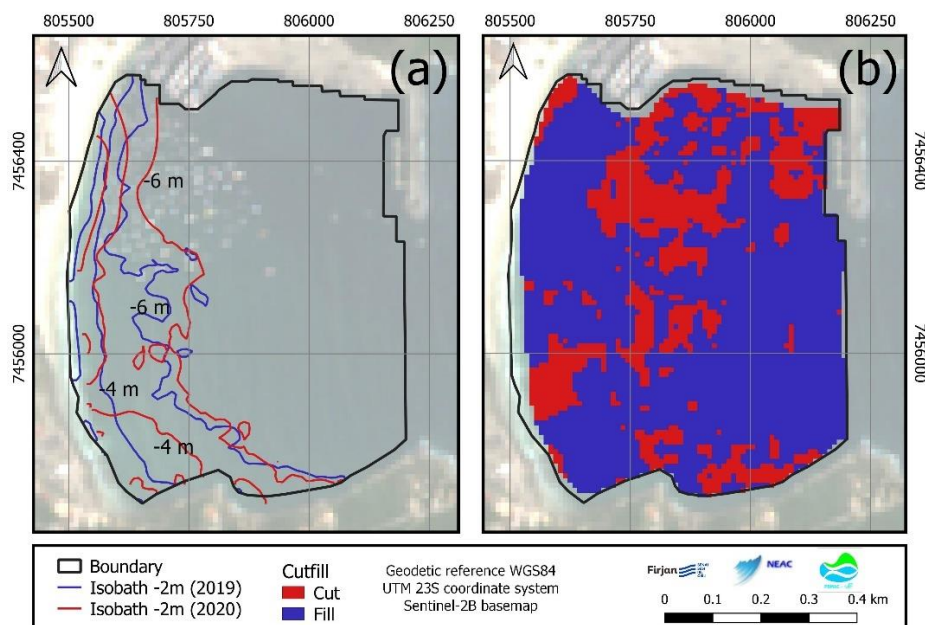 805500 805750 806000 806250
805500 805750 806000 806250
(a)
(b)
7456400
7456000
-6 m
-6 m
-4 m
-4 m
7456400
7456000
Boundary
Isobath -2m (2019)
Isobath -2m (2020)
Cutfill
Cut
Fill
Geodetic reference WGS84
UTM 23S coordinate system
Sentinel-2B basemap
Firjan
NEAC
0 0.1 0.2 0.3 0.4 km